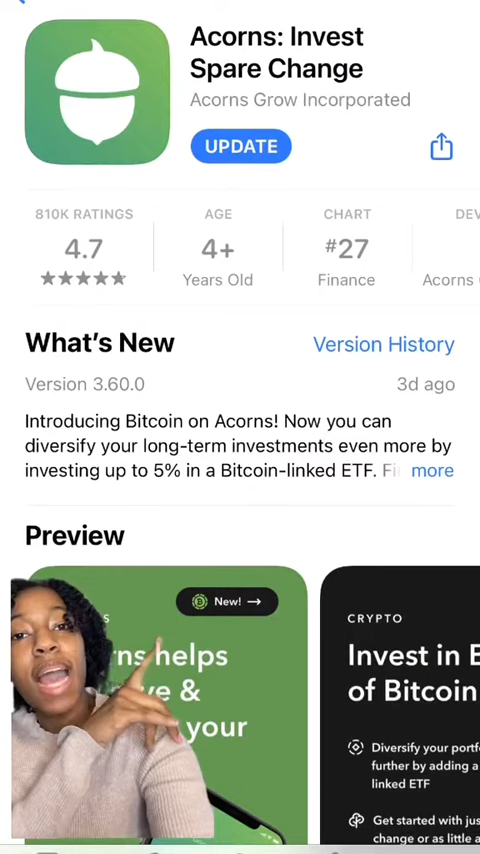 Acorns: Invest
Spare Change
Acorns Grow Incorporated
UPDATE
810K RATINGS
AGE
CHART
4.7
4+
#27
Years Old
Finance
Acorns
What's New
Version History
Version 3.60.0
3d ago
Introducing Bitcoin on Acorns! Now you can
diversify your long-term investments even more by
investing up to 5% in a Bitcoin-linked ETF.
more
Preview
New! →
helps
&
your
CRYPTO
Invest in
of Bitcoin
Diversify your
further by adding a
linked ETF
Get started with
change or as little